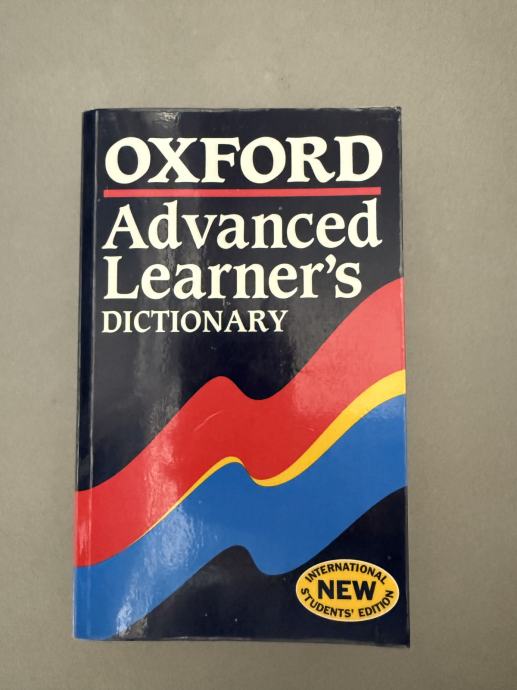 OXFORD
Advanced
Learner's
DICTIONARY
INTERNATIONAL
NEW
STUDENTS' EDITION